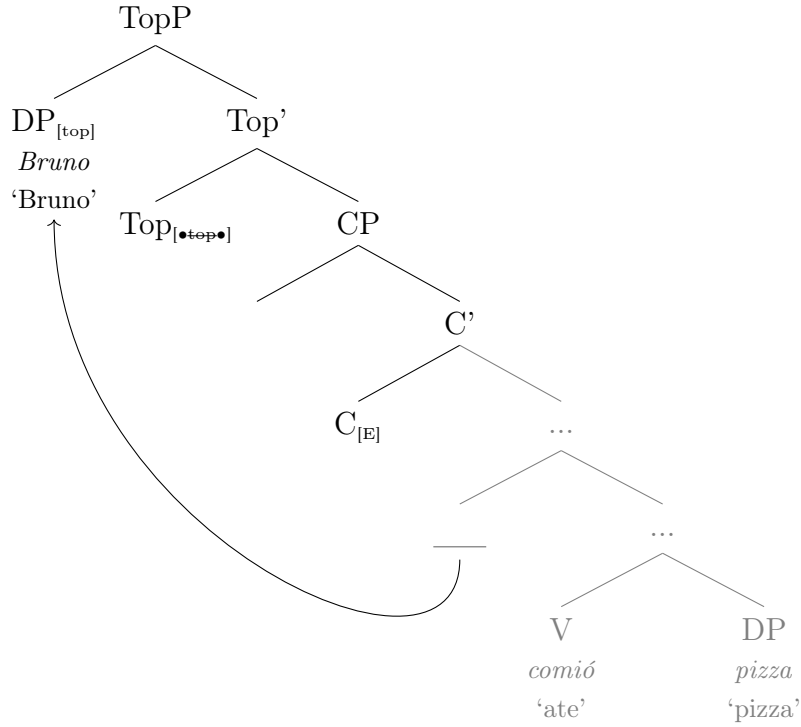 TopP
DP[top] Top'
Bruno
‘Bruno’
Top[•top•] CP
C'
C[E] ...
...
V DP
comió pizza
‘ate’ ‘pizza’